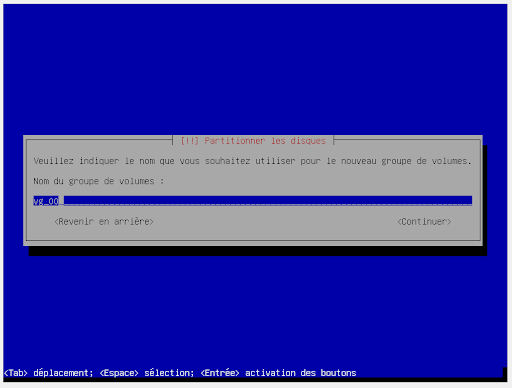 [!!] Partitionner les disques
Veuillez indiquer le nom que vous souhaitez utiliser pour le nouveau groupe de volumes.
Nom du groupe de volumes :
vg_00
<Revenir en arrière>
<Continuer>
<Tab> déplacement; <Espace> sélection; <Entrée> activation des boutons